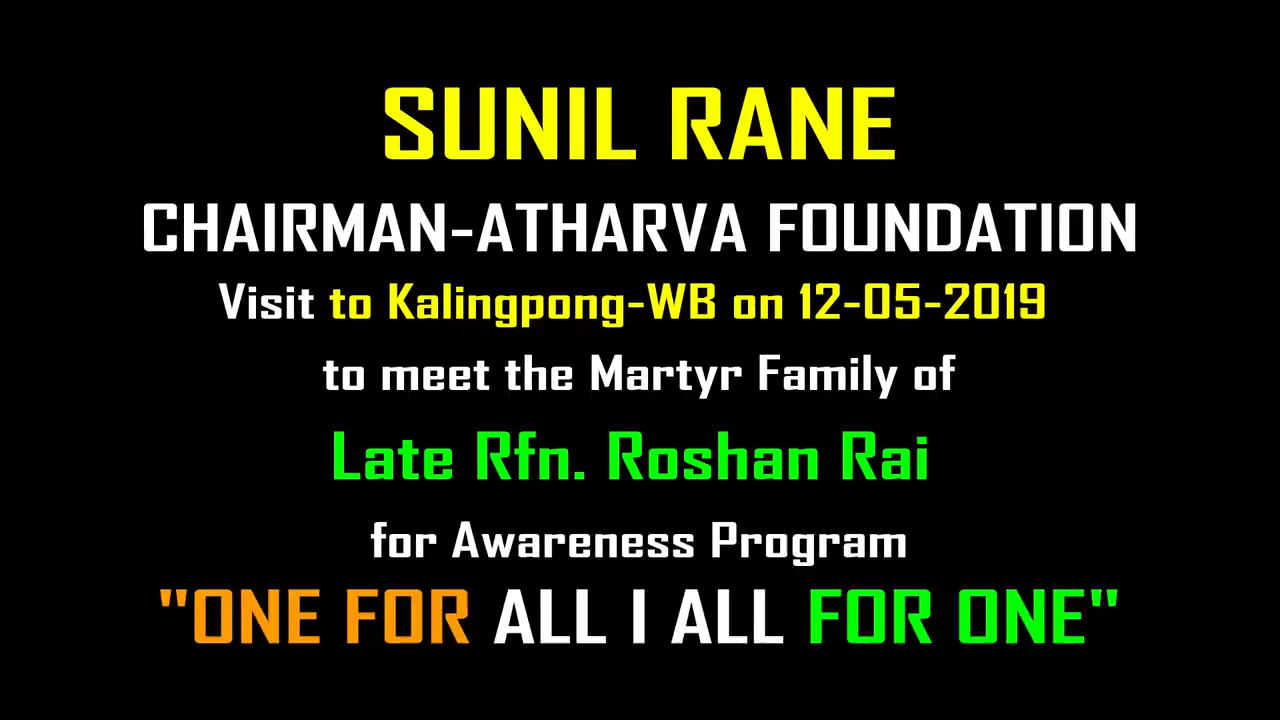 SUNIL RANE
CHAIRMAN-ATHARVA FOUNDATION
Visit to Kalingpong-WB on 12-05-2019
to meet the Martyr Family of
Late Rfn. Roshan Rai
for Awareness Program
"ONE FOR ALL I ALL FOR ONE"